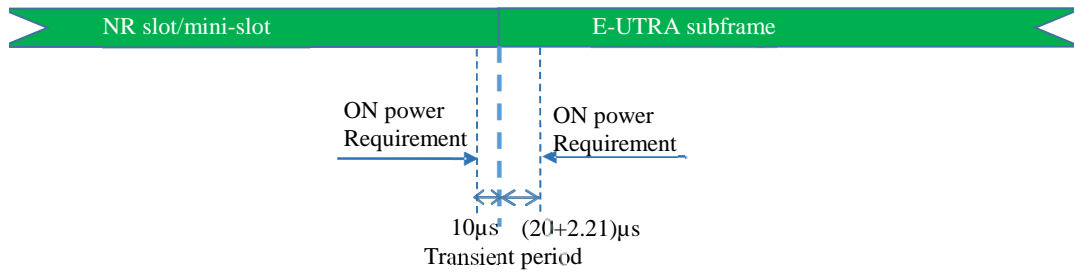 NR slot/mini-slot
E-UTRA subframe
ON power
Requirement
ON power
Requirement
10µs
(20+2.21)µs
Transient period